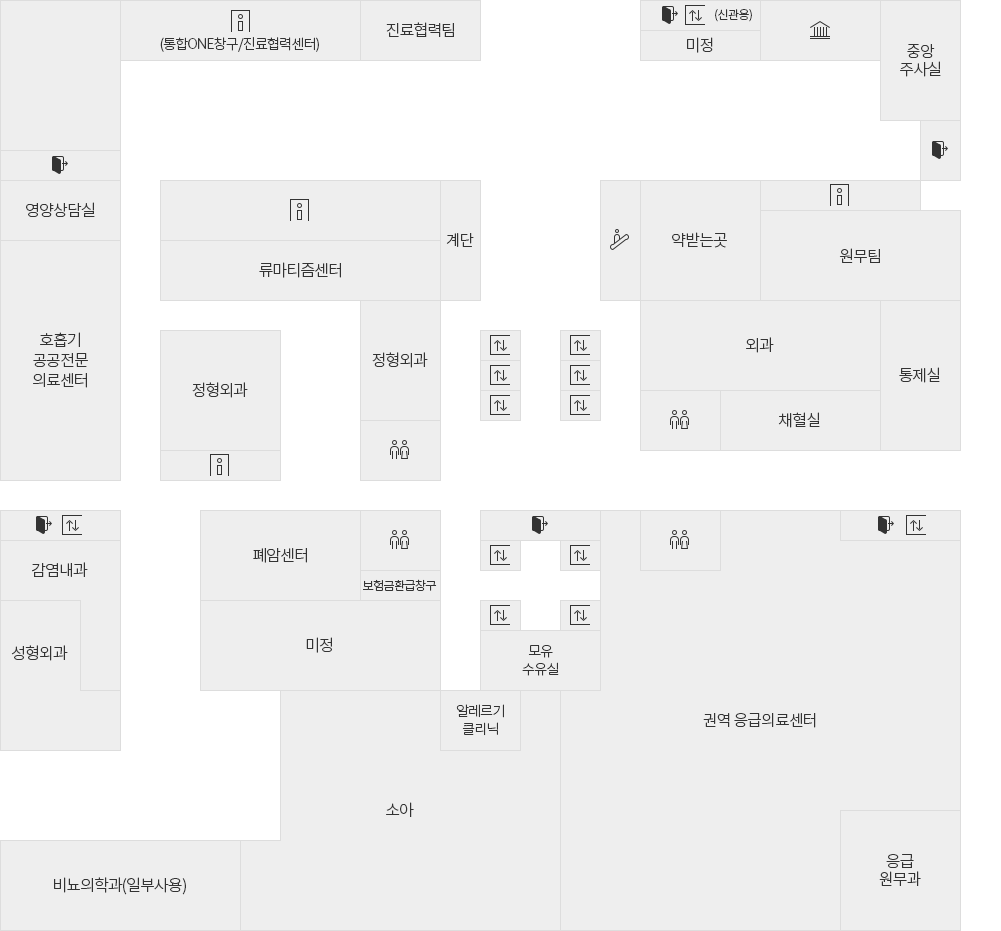 (통합ONE창구/진료협력센터)
진료협력팀
(신관용)
미정
중앙
주사실
영양상담실
류마티즘센터
계단
약받는곳
원무팀
호흡기
공공전문
의료센터
정형외과
정형외과
외과
통제실
채혈실
감염내과
폐암센터
보험금환급창구
성형외과
미정
모유
수유실
알레르기
클리닉
권역 응급의료센터
소아
비뇨의학과(일부사용)
응급
원무과